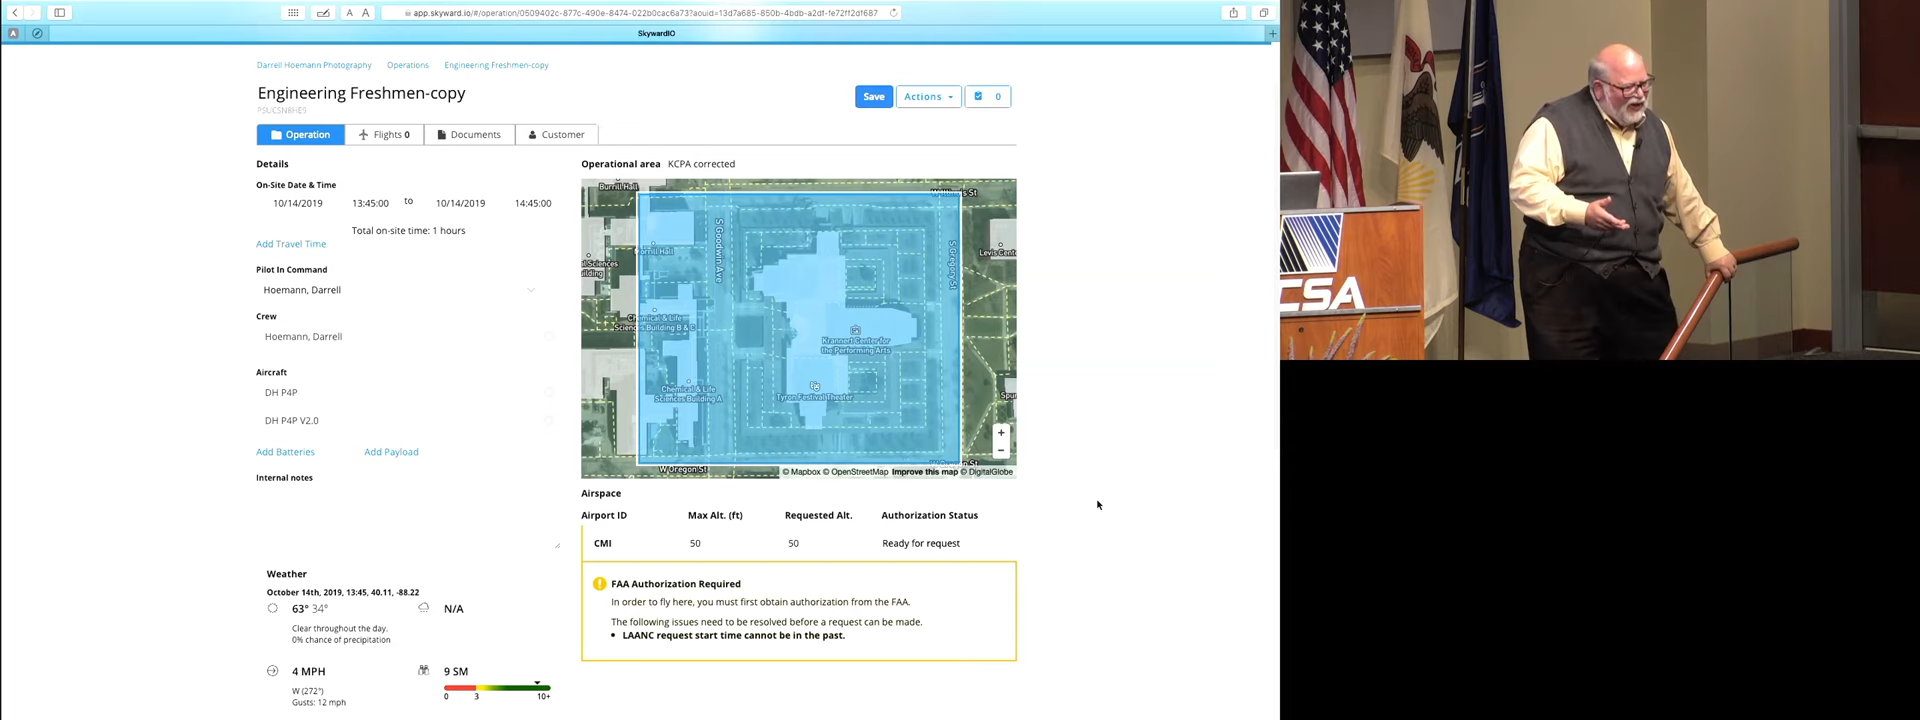 A A
app.skyward.io/#/operation/0509402c-877c-490e-8474-022b0cac6a73?aouid=13d7a685-850b-4bdb-a2df-fe72ff2df687
SkywardIO
Darrell Hoemann Photography Operations Engineering Freshmen-copy
Engineering Freshmen-copy
Save Actions 0
Operation Flights 0 Documents Customer
Details
Operational area KCPA corrected
On-Site Date & Time
10/14/2019 13:45:00 to 10/14/2019 14:45:00
Total on-site time: 1 hours
Add Travel Time
Pilot In Command
Hoemann, Darrell
Crew
Hoemann, Darrell
Aircraft
DH P4P
DH P4P V2.0
Add Batteries Add Payload
Internal notes
Burrill Hall
S Goodwin Ave
S Gregory St
Morrill Hall
Levis Cent
Chemical & Life
Sciences Building B & C
Krannert Center for
the Performing Arts
Chemical & Life
Sciences Building A
Tyron Festival Theater
W Oregon St
+
−
© Mapbox © OpenStreetMap Improve this map © DigitalGlobe
Airspace
Airport ID Max Alt. (ft) Requested Alt. Authorization Status
CMI 50 50 Ready for request
FAA Authorization Required
In order to fly here, you must first obtain authorization from the FAA.
The following issues need to be resolved before a request can be made.
• LAANC request start time cannot be in the past.
Weather
October 14th, 2019, 13:45, 40.11, -88.22
63° 34° N/A
Clear throughout the day.
0% chance of precipitation
4 MPH 9 SM
W (272°)
Gusts: 12 mph
0 3 10+
CSA